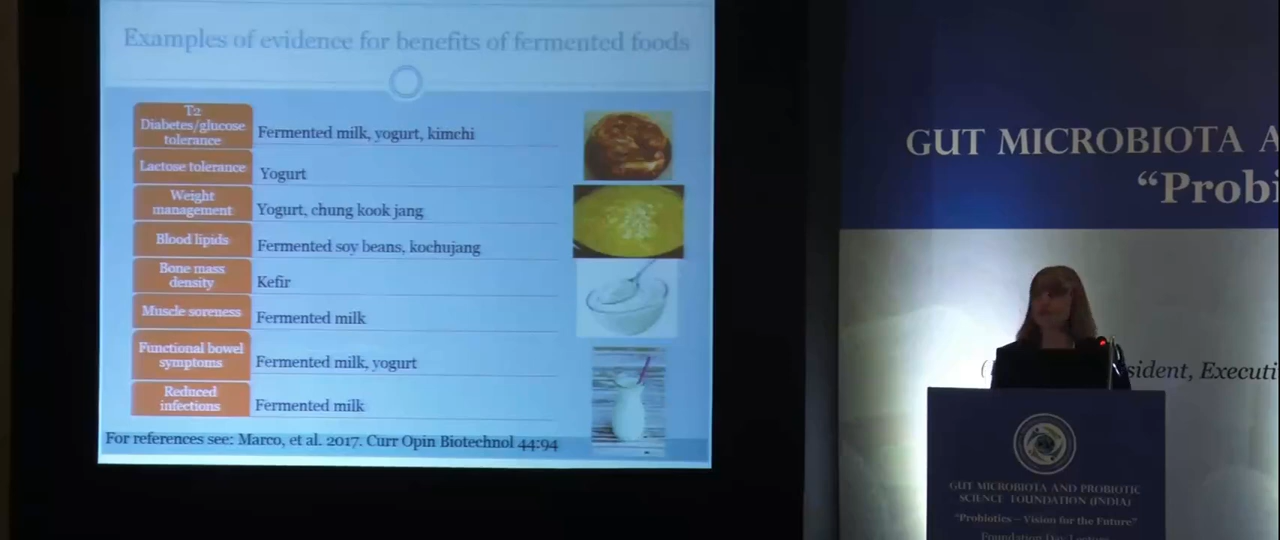 Examples of evidence for benefits of fermented foods
T2
Diabetes/glucose
tolerance
Fermented milk, yogurt, kimchi
Lactose tolerance
Yogurt
Weight
management
Yogurt, chung kook jang
Blood lipids
Fermented soy beans, kochujang
Bone mass
density
Kefir
Muscle soreness
Fermented milk
Functional bowel
symptoms
Fermented milk, yogurt
Reduced
infections
Fermented milk
For references see: Marco, et al. 2017. Curr Opin Biotechnol 44:94
GUT MICROBIOTA A
“Probi
sident, Executi
GUT MICROBIOTA AND PROBIOTIC
SCIENCE FOUNDATION (INDIA)
“Probiotics – Vision for the Future”
Foundation Day Lecture